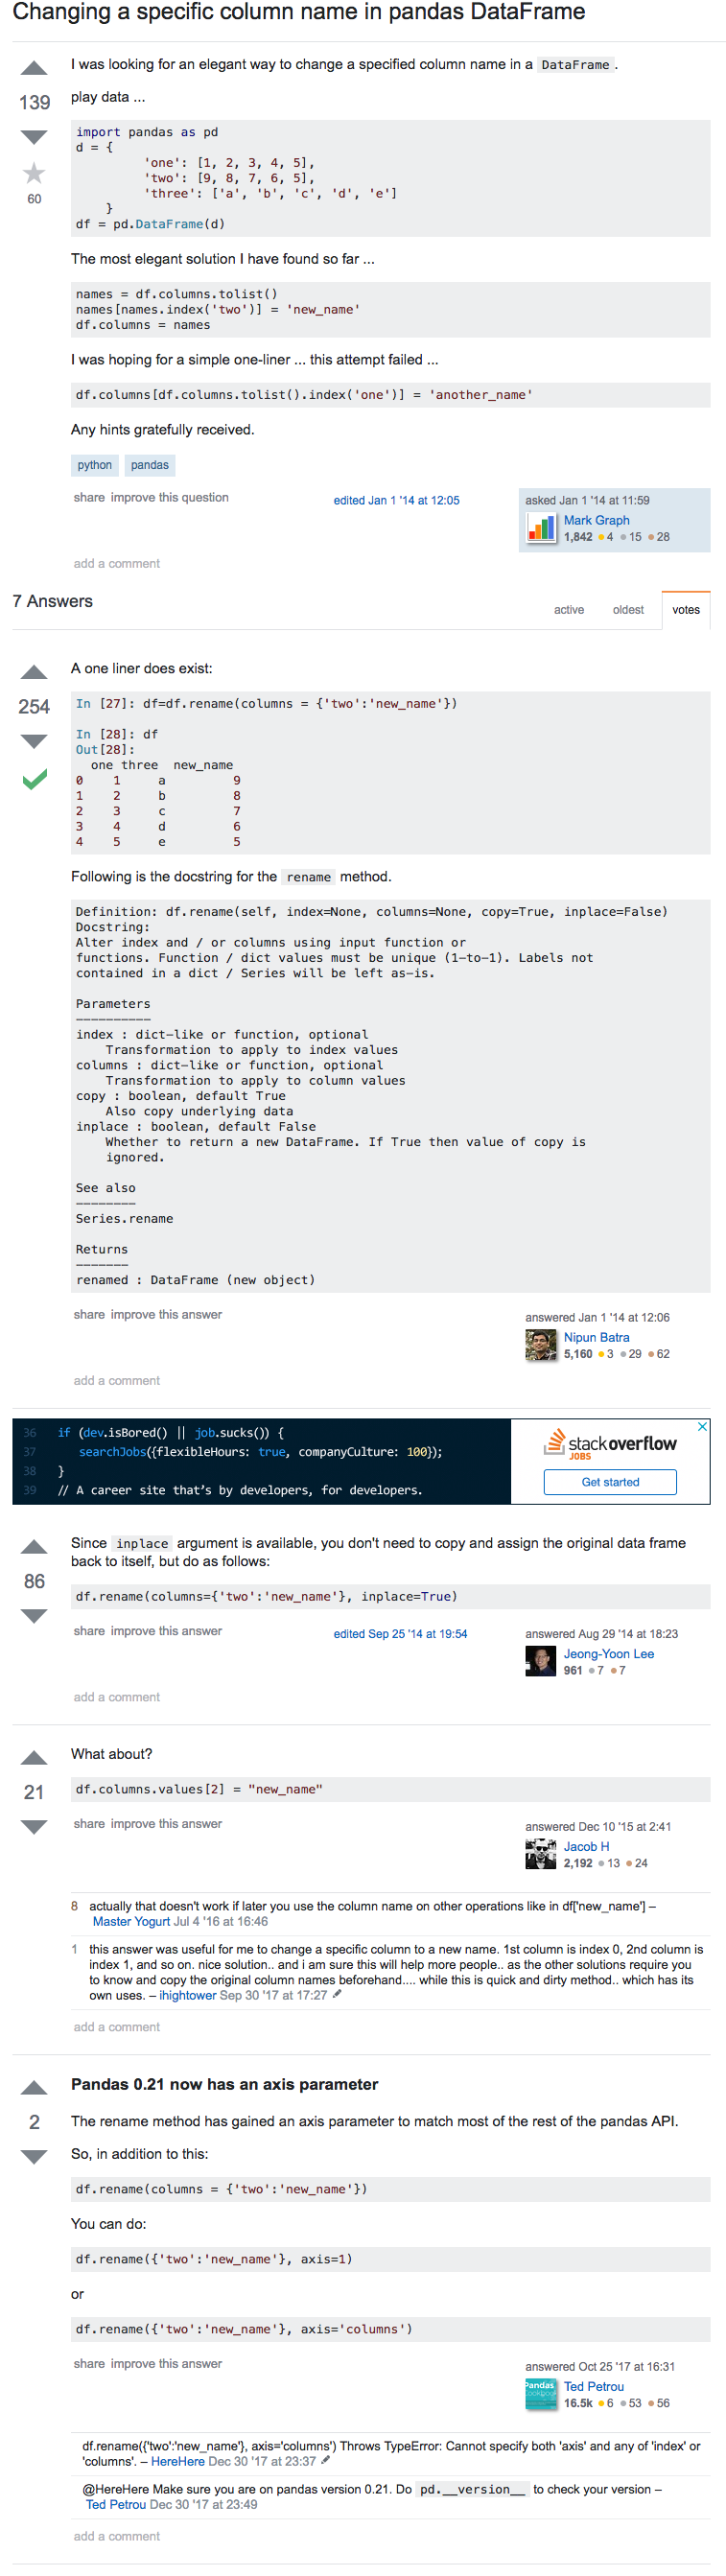 Changing a specific column name in pandas DataFrame
I was looking for an elegant way to change a specified column name in a DataFrame.
139
play data ...
import pandas as pd
d = {
         'one': [1, 2, 3, 4, 5],
         'two': [9, 8, 7, 6, 5],
         'three': ['a', 'b', 'c', 'd', 'e']
    }
df = pd.DataFrame(d)
60
The most elegant solution I have found so far ...
names = df.columns.tolist()
names[names.index('two')] = 'new_name'
df.columns = names
I was hoping for a simple one-liner ... this attempt failed ...
df.columns[df.columns.tolist().index('one')] = 'another_name'
Any hints gratefully received.
python pandas
share improve this question
edited Jan 1 '14 at 12:05
asked Jan 1 '14 at 11:59
Mark Graph
1,842 ●4 ●15 ●28
add a comment
7 Answers
active oldest votes
A one liner does exist:
254
In [27]: df=df.rename(columns = {'two':'new_name'})
In [28]: df
Out[28]:
  one three  new_name
0    1     a         9
1    2     b         8
2    3     c         7
3    4     d         6
4    5     e         5
Following is the docstring for the rename method.
Definition: df.rename(self, index=None, columns=None, copy=True, inplace=False)
Docstring:
Alter index and / or columns using input function or
functions. Function / dict values must be unique (1-to-1). Labels not
contained in a dict / Series will be left as-is.
Parameters
----------
index : dict-like or function, optional
    Transformation to apply to index values
columns : dict-like or function, optional
    Transformation to apply to column values
copy : boolean, default True
    Also copy underlying data
inplace : boolean, default False
    Whether to return a new DataFrame. If True then value of copy is
    ignored.
See also
--------
Series.rename
Returns
-------
renamed : DataFrame (new object)
share improve this answer
answered Jan 1 '14 at 12:06
Nipun Batra
5,160 ●3 ●29 ●62
add a comment
36 if (dev.isBored() || job.sucks()) {
37    searchJobs({flexibleHours: true, companyCulture: 100});
38 }
39 // A career site that's by developers, for developers.
stackoverflow
JOBS
Get started
Since inplace argument is available, you don't need to copy and assign the original data frame
back to itself, but do as follows:
86
df.rename(columns={'two':'new_name'}, inplace=True)
share improve this answer
edited Sep 25 '14 at 19:54
answered Aug 29 '14 at 18:23
Jeong-Yoon Lee
961 ●7 ●7
add a comment
What about?
21
df.columns.values[2] = "new_name"
share improve this answer
answered Dec 10 '15 at 2:41
Jacob H
2,192 ●13 ●24
8 actually that doesn't work if later you use the column name on other operations like in df['new_name'] –
Master Yogurt Jul 4 '16 at 16:46
1 this answer was useful for me to change a specific column to a new name. 1st column is index 0, 2nd column is
index 1, and so on. nice solution.. and i am sure this will help more people.. as the other solutions require you
to know and copy the original column names beforehand.... while this is quick and dirty method.. which has its
own uses. – ihightower Sep 30 '17 at 17:27
add a comment
Pandas 0.21 now has an axis parameter
2
The rename method has gained an axis parameter to match most of the rest of the pandas API.
So, in addition to this:
df.rename(columns = {'two':'new_name'})
You can do:
df.rename({'two':'new_name'}, axis=1)
or
df.rename({'two':'new_name'}, axis='columns')
share improve this answer
answered Oct 25 '17 at 16:31
Pandas
Cookbook
Ted Petrou
16.5k ●6 ●53 ●56
df.rename({'two':'new_name'}, axis='columns') Throws TypeError: Cannot specify both 'axis' and any of 'index' or
'columns'. – HereHere Dec 30 '17 at 23:37
@HereHere Make sure you are on pandas version 0.21. Do pd.__version__ to check your version –
Ted Petrou Dec 30 '17 at 23:49
add a comment